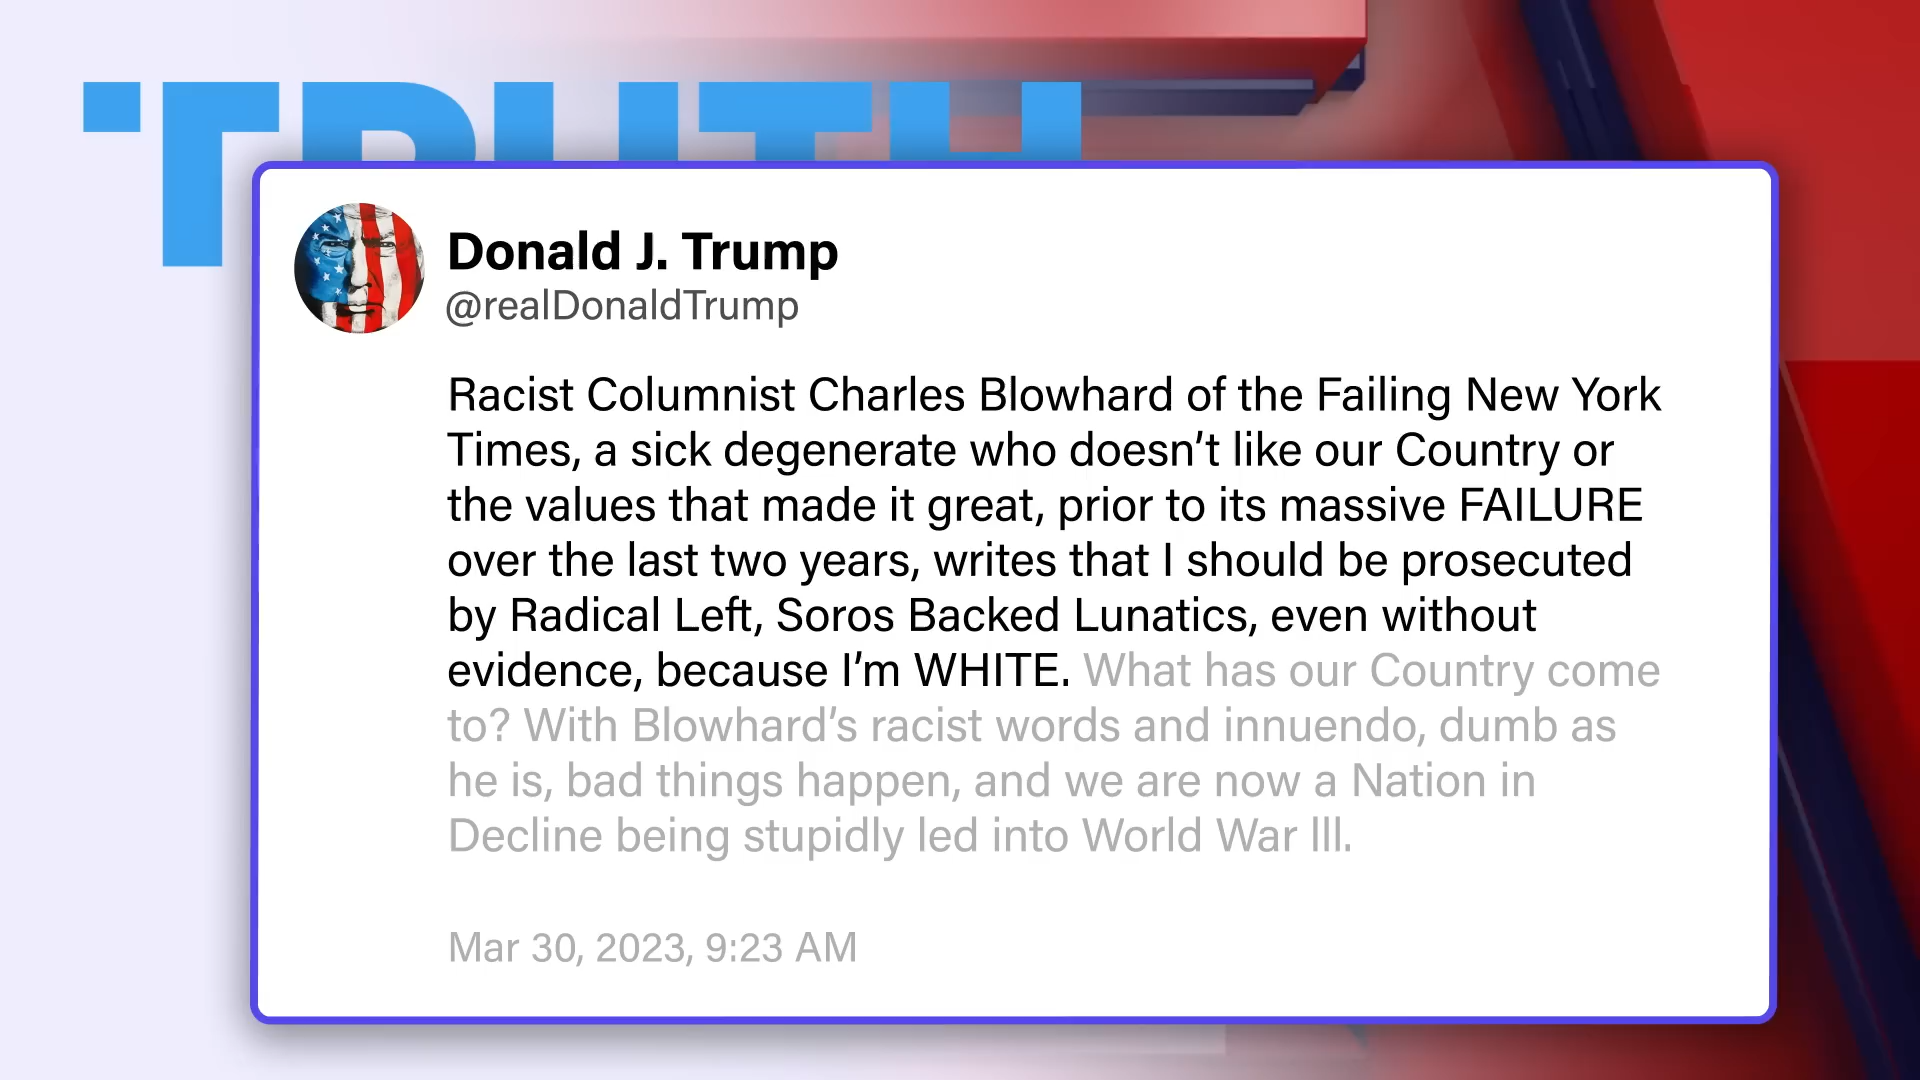 TRUTH
Donald J. Trump
@realDonaldTrump
Racist Columnist Charles Blowhard of the Failing New York
Times, a sick degenerate who doesn’t like our Country or
the values that made it great, prior to its massive FAILURE
over the last two years, writes that I should be prosecuted
by Radical Left, Soros Backed Lunatics, even without
evidence, because I’m WHITE. What has our Country come
to? With Blowhard’s racist words and innuendo, dumb as
he is, bad things happen, and we are now a Nation in
Decline being stupidly led into World War lll.
Mar 30, 2023, 9:23 AM